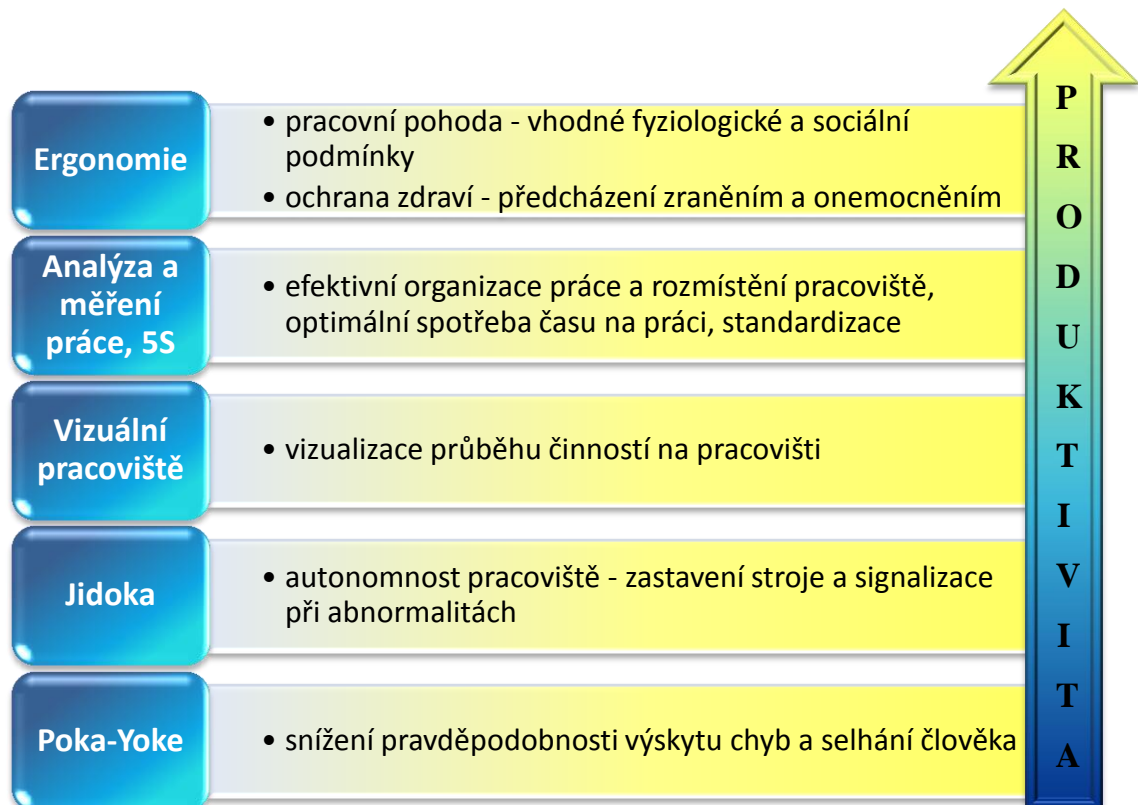 Ergonomie
• pracovní pohoda - vhodné fyziologické a sociální
podmínky
• ochrana zdraví - předcházení zraněním a onemocněním
Analýza a
měření
práce, 5S
• efektivní organizace práce a rozmístění pracoviště,
optimální spotřeba času na práci, standardizace
Vizuální
pracoviště
• vizualizace průběhu činností na pracovišti
Jidoka
• autonomnost pracoviště - zastavení stroje a signalizace
při abnormalitách
Poka-Yoke
• snížení pravděpodobnosti výskytu chyb a selhání člověka
P
R
O
D
U
K
T
I
V
I
T
A